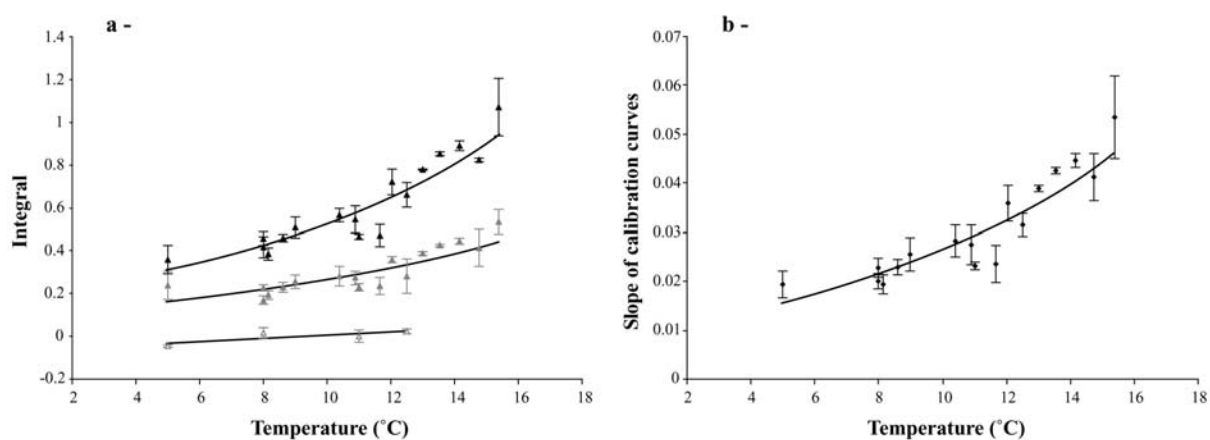 a -
1.4
1.2
1
0.8
0.6
0.4
0.2
0
-0.2
Integral
2 4 6 8 10 12 14 16 18
Temperature (˚C)
b -
0.07
0.06
0.05
0.04
0.03
0.02
0.01
0
Slope of calibration curves
2 4 6 8 10 12 14 16 18
Temperature (˚C)